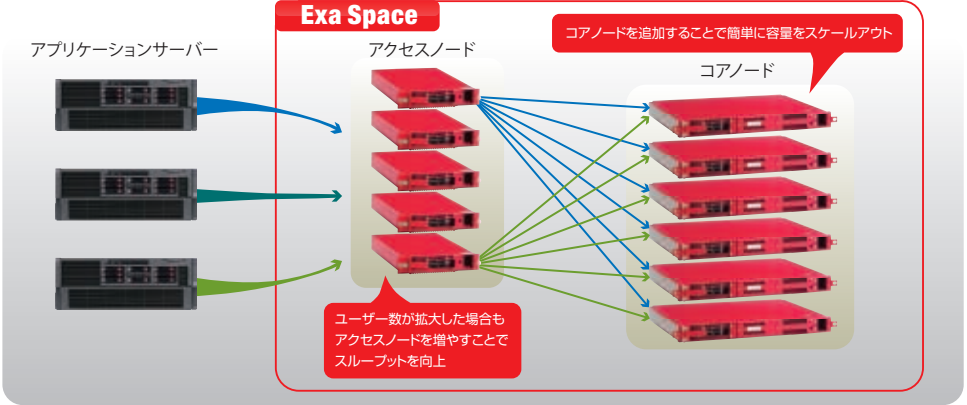 Exa Space
アプリケーションサーバー
アクセスノード
コアノードを追加することで簡単に容量をスケールアウト
コアノード
ユーザー数が拡大した場合も
アクセスノードを増やすことで
スループットを向上